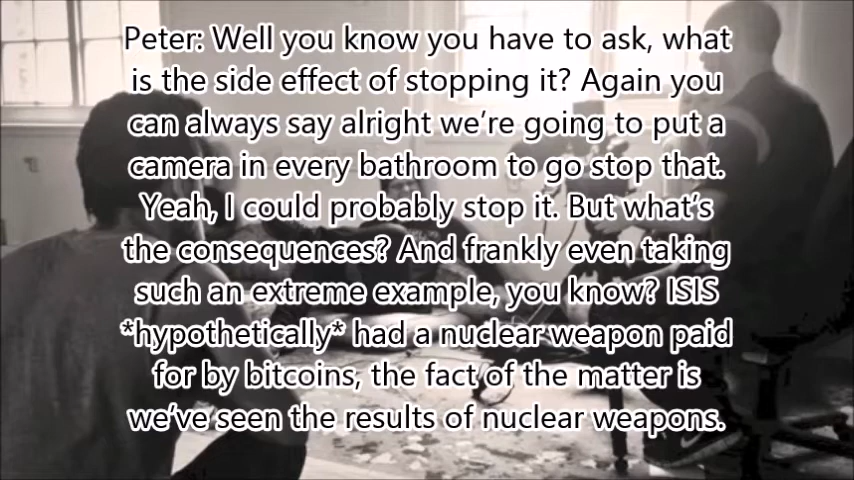 Peter: Well you know you have to ask, what
is the side effect of stopping it? Again you
can always say alright we're going to put a
camera in every bathroom to go stop that.
Yeah, I could probably stop it. But what's
the consequences? And frankly even taking
such an extreme example, you know? ISIS
*hypothetically* had a nuclear weapon paid
for by bitcoins, the fact of the matter is
we've seen the results of nuclear weapons.